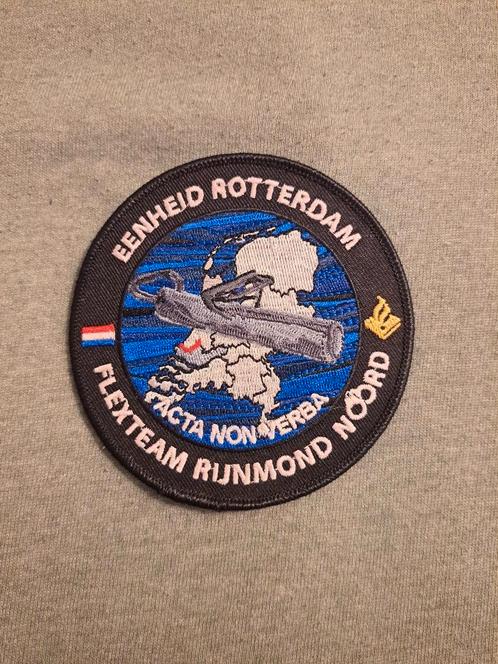 EENHEID ROTTERDAM
FACTA NON VERBA
FLEXTEAM RIJNMOND NOORD